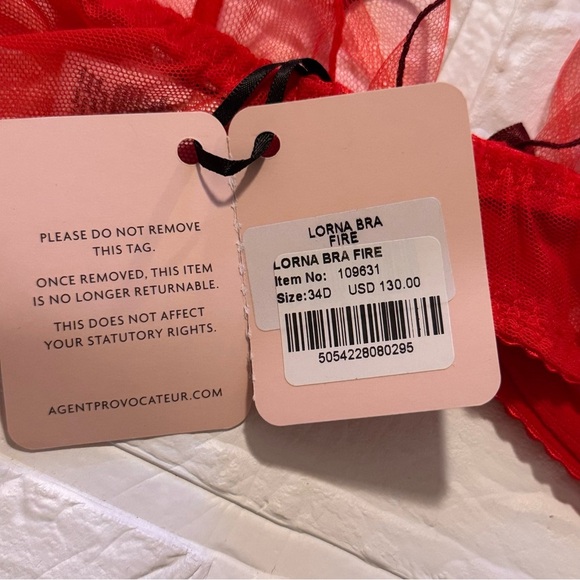 PLEASE DO NOT REMOVE
THIS TAG.
ONCE REMOVED, THIS ITEM
IS NO LONGER RETURNABLE.
THIS DOES NOT AFFECT
YOUR STATUTORY RIGHTS.
AGENTPROVOCATEUR.COM
LORNA BRA
FIRE
LORNA BRA FIRE
Item No: 109631
Size:34D USD 130.00
5054228080295